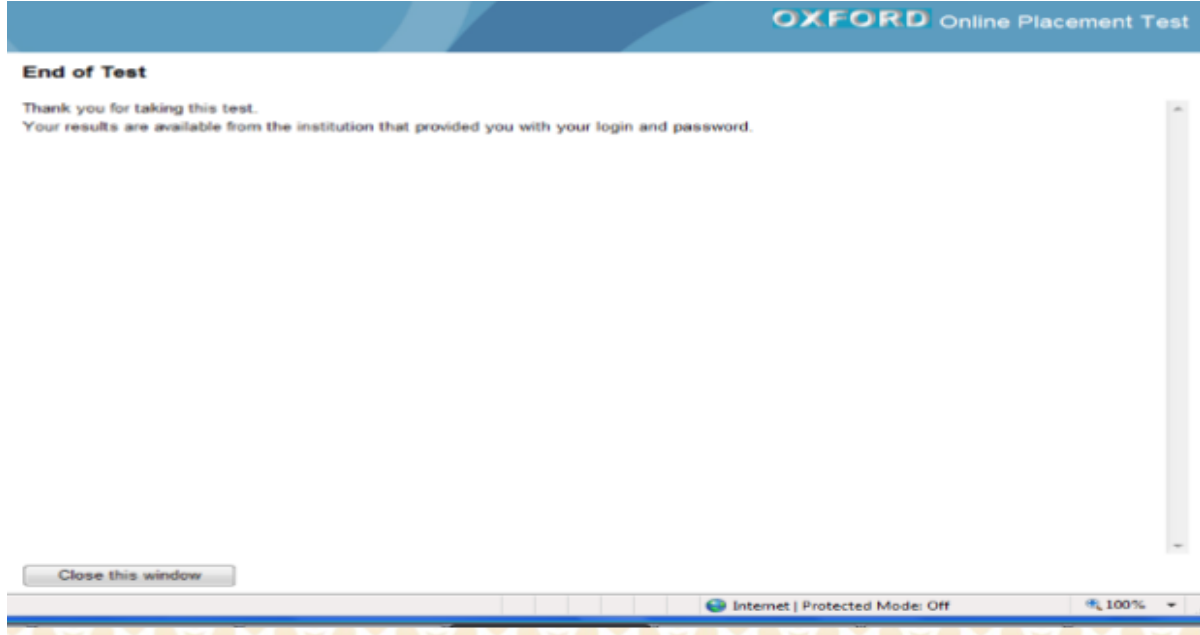 OXFORD Online Placement Test
End of Test
Thank you for taking this test.
Your results are available from the institution that provided you with your login and password.
Close this window
Internet | Protected Mode: Off 100%